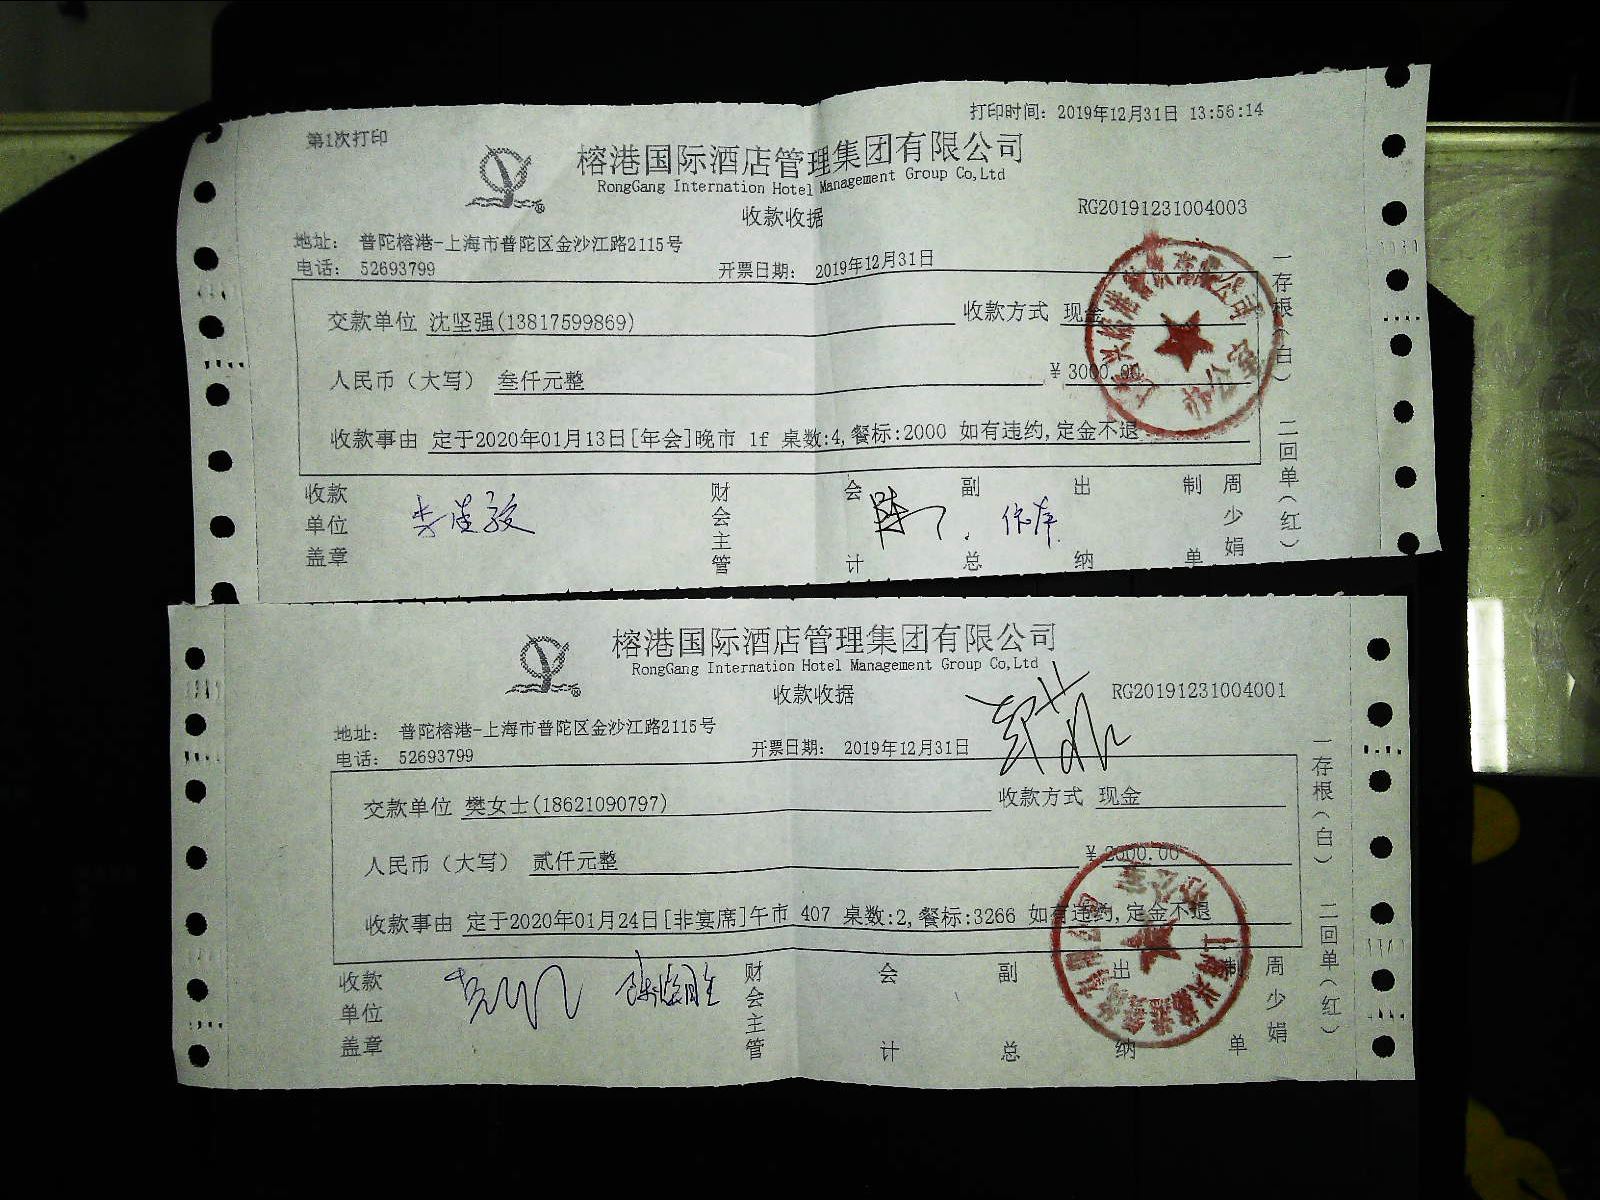 第1次打印 打印时间：2019年12月31日 13:56:14
榕港国际酒店管理集团有限公司
RongGang Internation Hotel Management Group Co,Ltd
收款收据 RG20191231004003
地址： 普陀榕港-上海市普陀区金沙江路2115号
电话： 52693799 开票日期： 2019年12月31日
交款单位 沈坚强(13817599869) 收款方式 现金
人民币（大写） 叁仟元整 ¥3000.00
收款事由 定于2020年01月13日[年会]晚市 1f 桌数:4,餐标:2000 如有违约,定金不退
收款单位盖章 财会主管 会计 副总 出纳 制单 周少娟
一存根（白） 二回单（红）
榕港国际酒店管理集团有限公司
RongGang Internation Hotel Management Group Co,Ltd
收款收据 RG20191231004001
地址： 普陀榕港-上海市普陀区金沙江路2115号
电话： 52693799 开票日期： 2019年12月31日
交款单位 樊女士(18621090797) 收款方式 现金
人民币（大写） 贰仟元整 ¥2000.00
收款事由 定于2020年01月24日[非宴席]午市 407 桌数:2,餐标:3266 如有违约,定金不退
收款单位盖章 财会主管 会计 副总 出纳 制单 周少娟
一存根（白） 二回单（红）